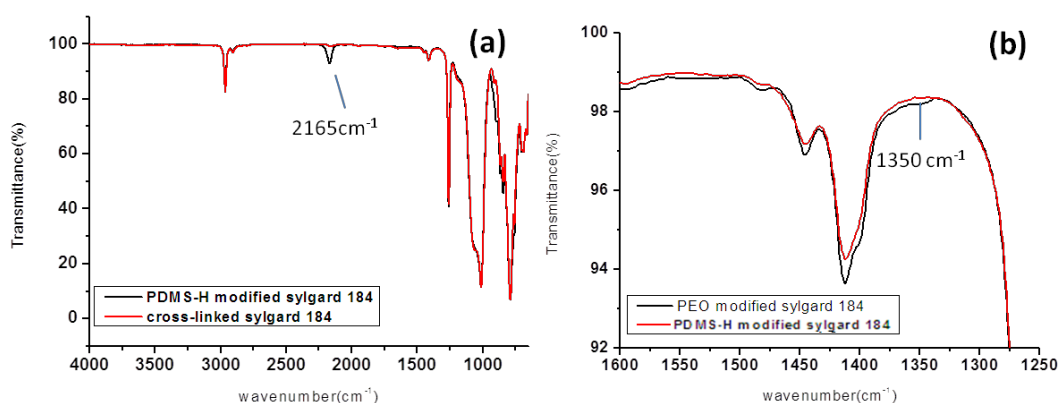 (a)
Transmittance(%)
100
80
60
40
20
0
2165cm-1
PDMS-H modified sylgard 184
cross-linked sylgard 184
4000 3500 3000 2500 2000 1500 1000
wavenumber(cm-1)
(b)
Transmittance(%)
100
98
96
94
92
1350 cm-1
PEO modified sylgard 184
PDMS-H modified sylgard 184
1600 1550 1500 1450 1400 1350 1300 1250
wavenumber(cm-1)